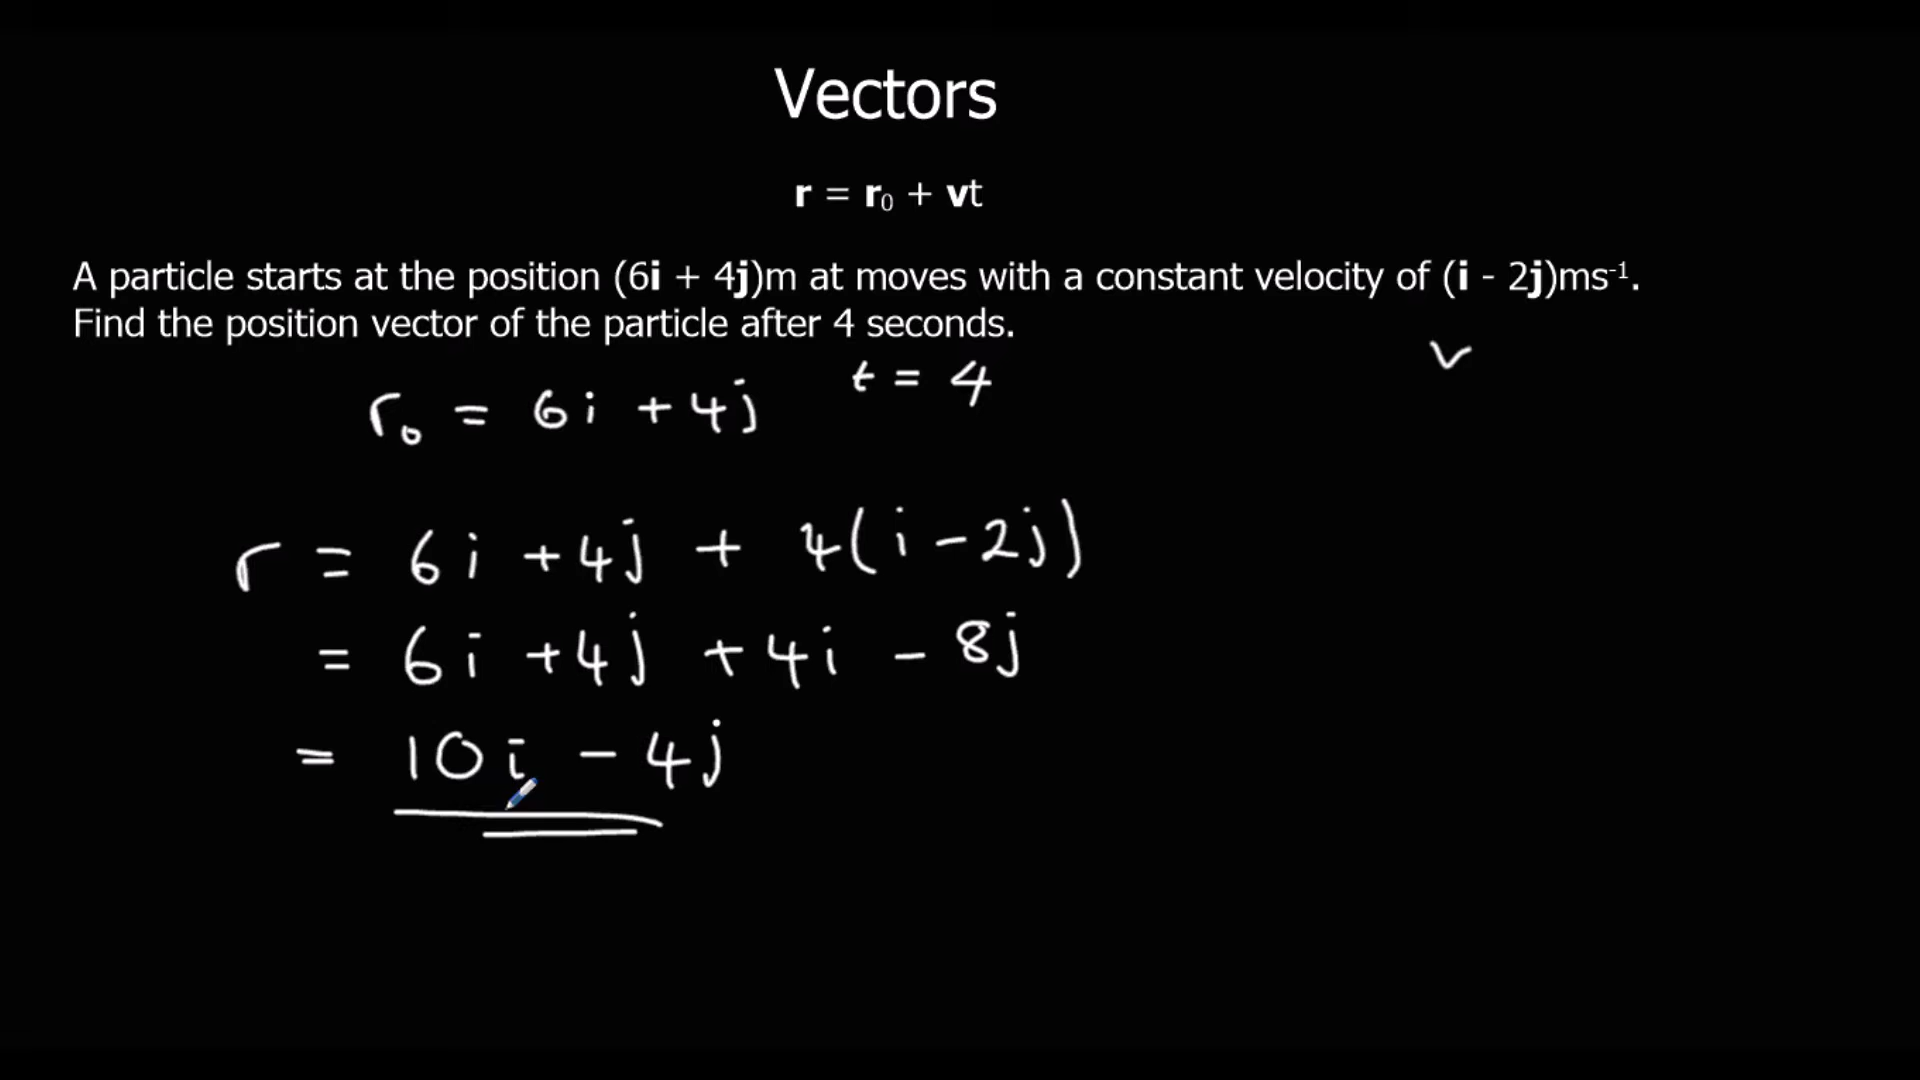 Vectors
r = r₀ + vt
A particle starts at the position (6i + 4j)m at moves with a constant velocity of (i - 2j)ms⁻¹.
Find the position vector of the particle after 4 seconds.
v
t = 4
r₀ = 6i + 4j
r = 6i + 4j + 4(i - 2j)
= 6i + 4j + 4i - 8j
= 10i - 4j